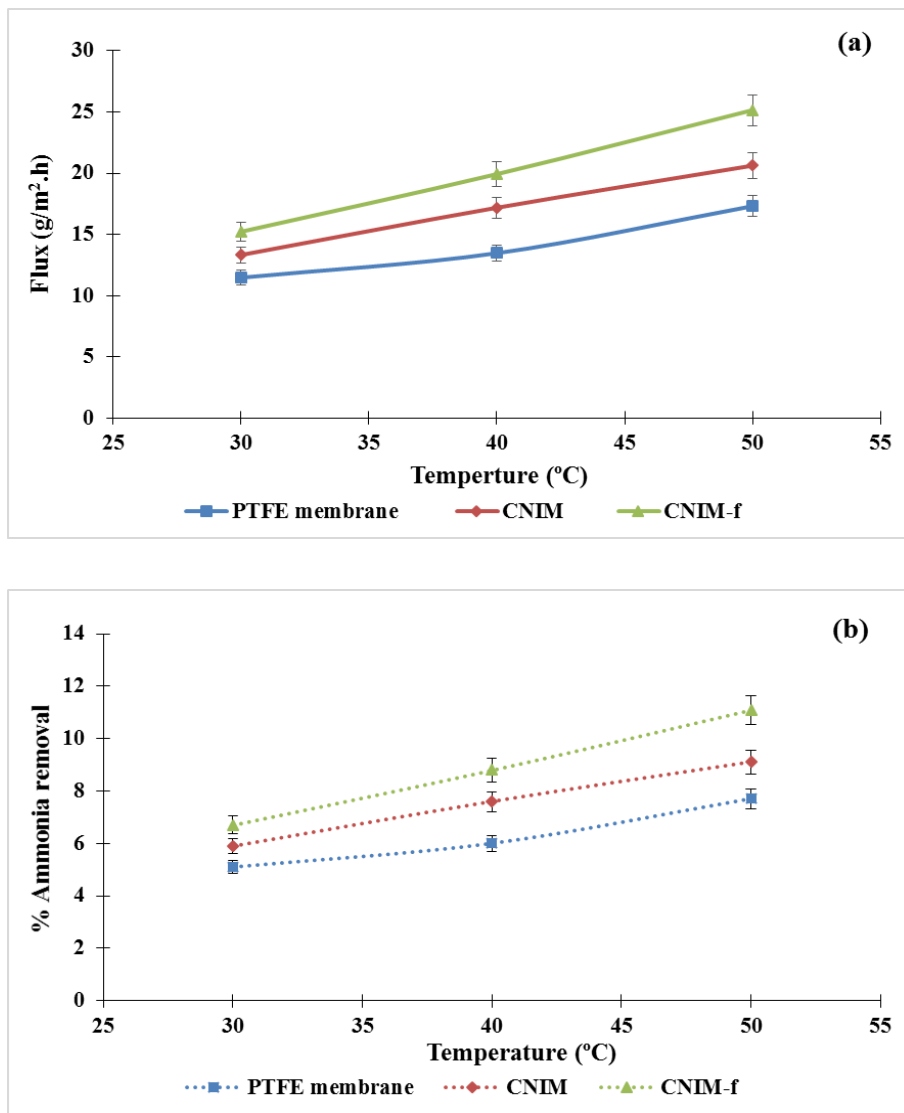 (a)
30
25
20
15
10
5
0
Flux (g/m².h)
25 30 35 40 45 50 55
Temperture (ºC)
PTFE membrane CNIM CNIM-f
(b)
14
12
10
8
6
4
2
0
% Ammonia removal
25 30 35 40 45 50 55
Temperature (ºC)
PTFE membrane CNIM CNIM-f